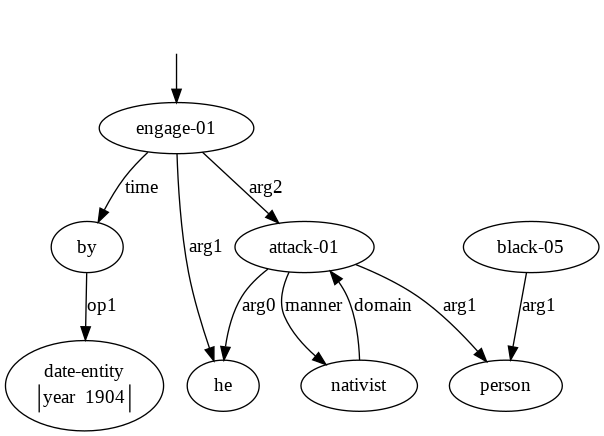 engage-01
time
arg1
arg2
by
attack-01
black-05
op1
arg0
manner
domain
arg1
arg1
date-entity
year 1904
he
nativist
person